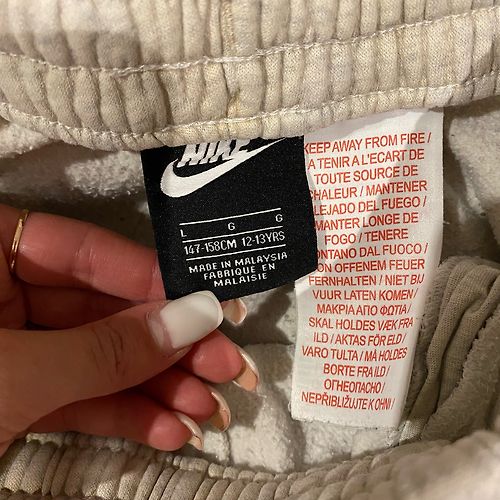 NIKE
L G G
147-158CM 12-13YRS
MADE IN MALAYSIA
FABRIQUE EN
MALAISIE
KEEP AWAY FROM FIRE /
A TENIR A L'ECART DE
TOUTE SOURCE DE
CHALEUR / MANTENER
ALEJADO DEL FUEGO /
MANTER LONGE DE
FOGO / TENERE
LONTANO DAL FUOCO /
VON OFFENEM FEUER
FERNHALTEN / NIET BIJ
VUUR LATEN KOMEN /
ΜΑΚΡΙΑ ΑΠΟ ΦΩΤΙΑ /
SKAL HOLDES VÆK FRA
ILD / AKTAS FÖR ELD /
VARO TULTA / MÅ HOLDES
BORTE FRA ILD /
ОГНЕОПАСНО /
NEPŘIBLIŽUJTE K OHNI /